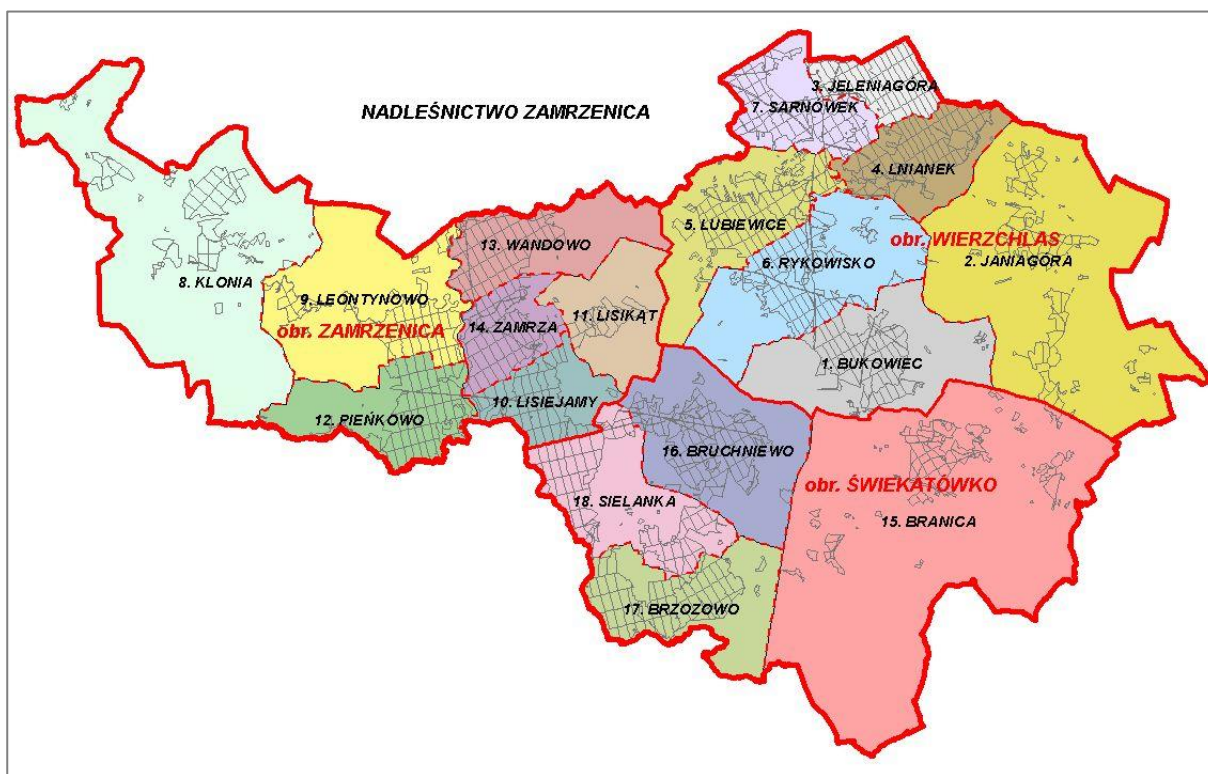 NADLEŚNICTWO ZAMRZENICA
3. JELENIAGÓRA
7. SARNÓWEK
4. LNIANEK
5. LUBIEWICE
obr. WIERZCHLAS
13. WANDOWO
6. RYKOWISKO
2. JANIAGÓRA
8. KLONIA
9. LEONTYNOWO
11. LISIKĄT
obr. ZAMRZENICA
14. ZAMRZA
1. BUKOWIEC
10. LISIEJAMY
12. PIEŃKOWO
16. BRUCHNIEWO
obr. ŚWIEKATÓWKO
18. SIELANKA
15. BRANICA
17. BRZOZOWO